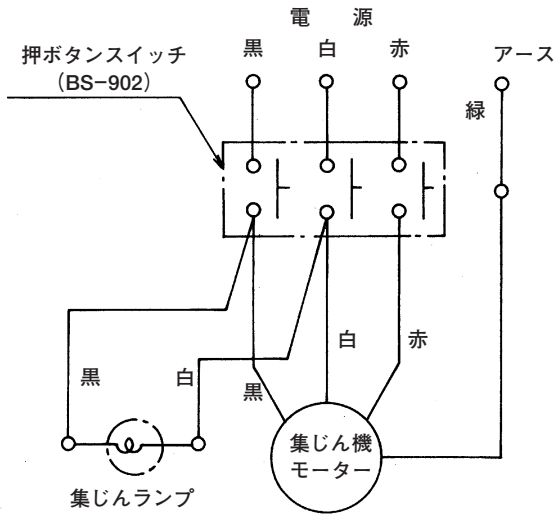 電 源
黒 白 赤 アース
押ボタンスイッチ
(BS-902)
緑
白 赤
黒 白 黒
集じんランプ
集じん機
モーター